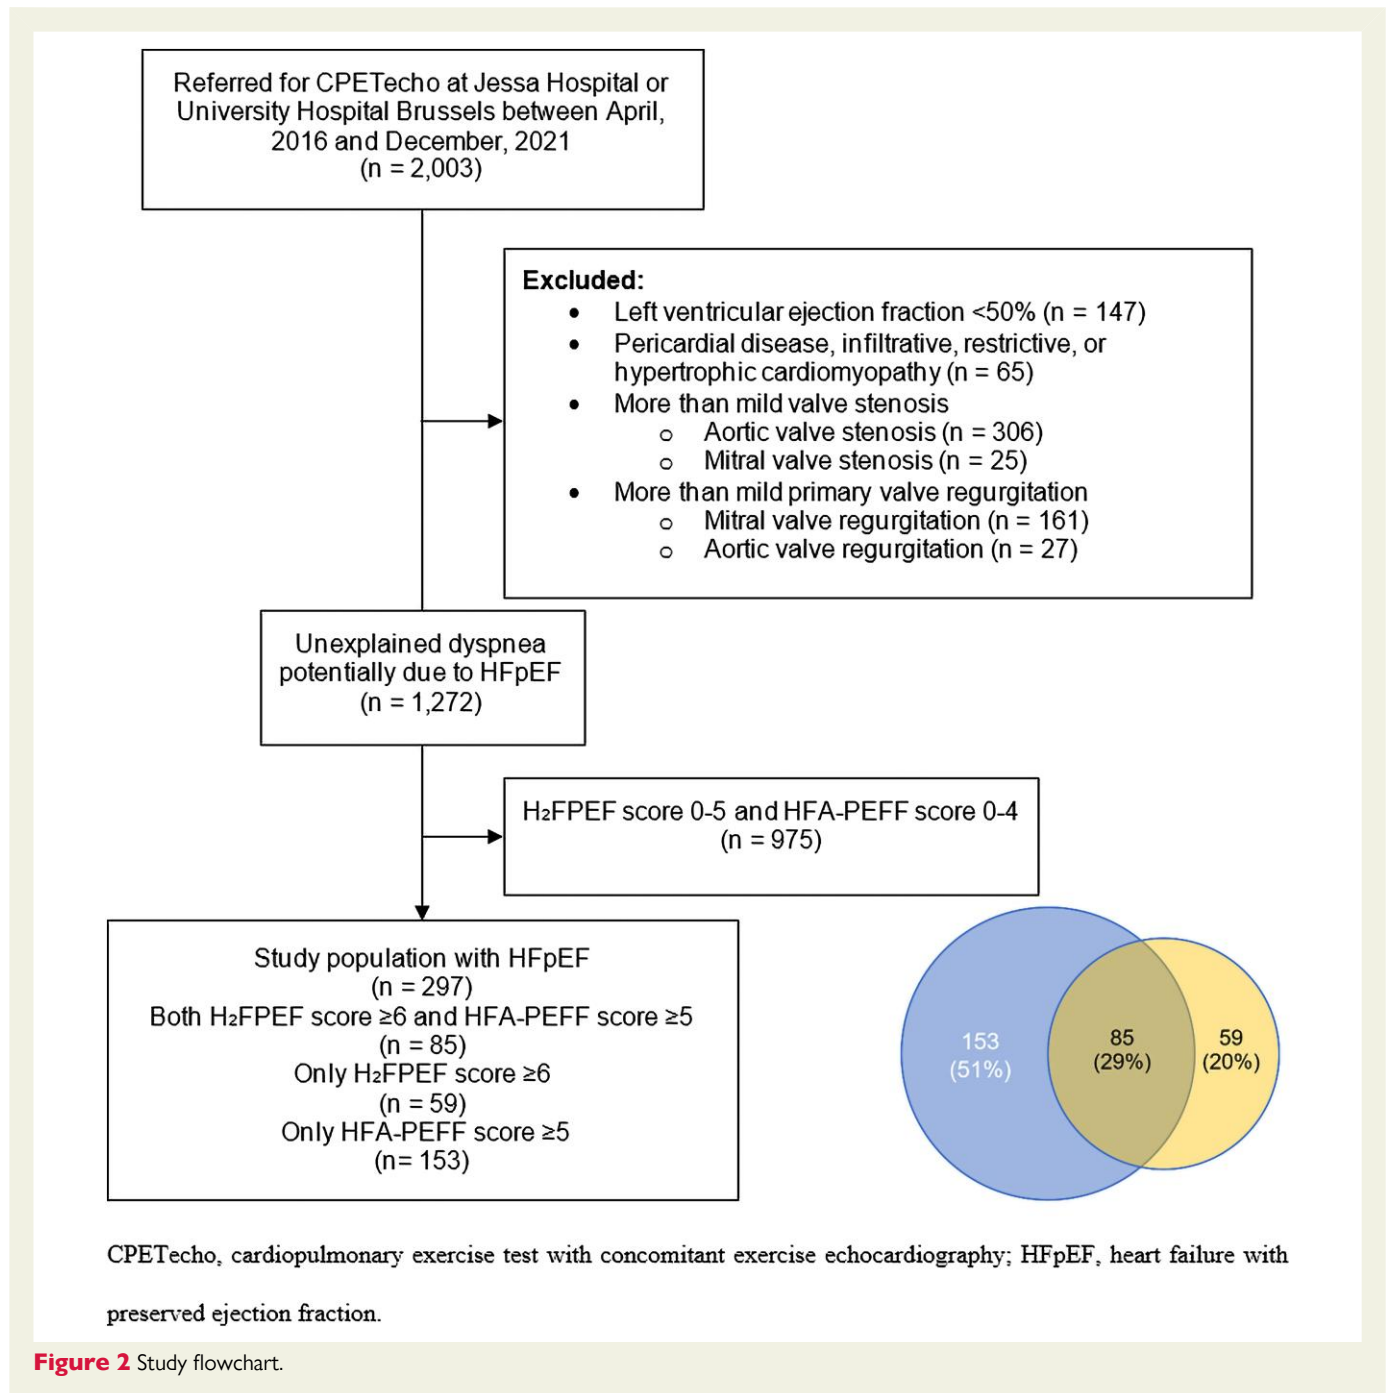 Referred for CPETecho at Jessa Hospital or
University Hospital Brussels between April,
2016 and December, 2021
(n = 2,003)
Excluded:
• Left ventricular ejection fraction <50% (n = 147)
• Pericardial disease, infiltrative, restrictive, or
hypertrophic cardiomyopathy (n = 65)
• More than mild valve stenosis
o Aortic valve stenosis (n = 306)
o Mitral valve stenosis (n = 25)
• More than mild primary valve regurgitation
o Mitral valve regurgitation (n = 161)
o Aortic valve regurgitation (n = 27)
Unexplained dyspnea
potentially due to HFpEF
(n = 1,272)
H₂FPEF score 0-5 and HFA-PEFF score 0-4
(n = 975)
Study population with HFpEF
(n = 297)
Both H₂FPEF score ≥6 and HFA-PEFF score ≥5
(n = 85)
Only H₂FPEF score ≥6
(n = 59)
Only HFA-PEFF score ≥5
(n= 153)
153
(51%)
85
(29%)
59
(20%)
CPETecho, cardiopulmonary exercise test with concomitant exercise echocardiography; HFpEF, heart failure with
preserved ejection fraction.
Figure 2 Study flowchart.